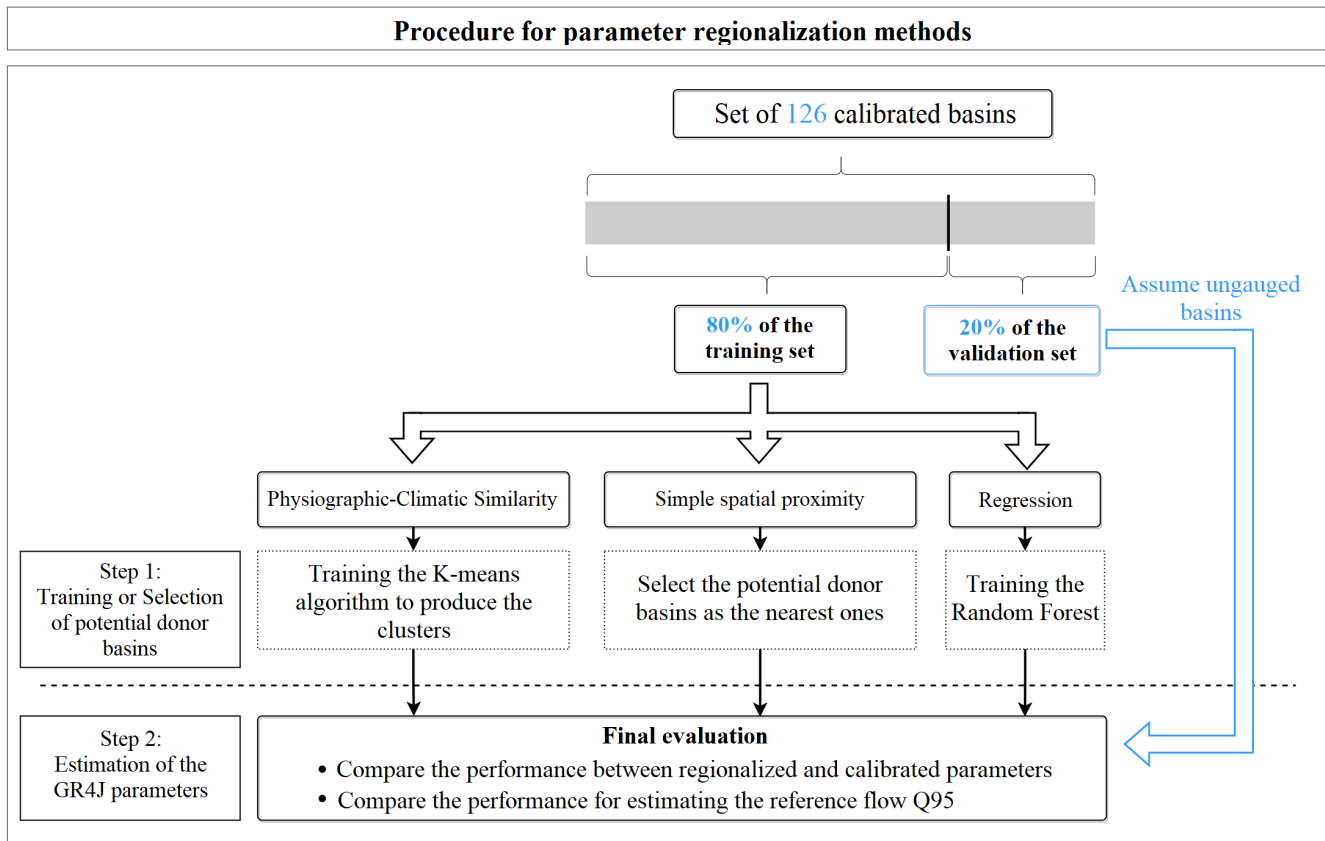 Procedure for parameter regionalization methods
Set of 126 calibrated basins
Assume ungauged
basins
80% of the
training set
20% of the
validation set
Physiographic-Climatic Similarity
Simple spatial proximity
Regression
Step 1:
Training or Selection
of potential donor
basins
Training the K-means
algorithm to produce the
clusters
Select the potential donor
basins as the nearest ones
Training the
Random Forest
Step 2:
Estimation of the
GR4J parameters
Final evaluation
• Compare the performance between regionalized and calibrated parameters
• Compare the performance for estimating the reference flow Q95